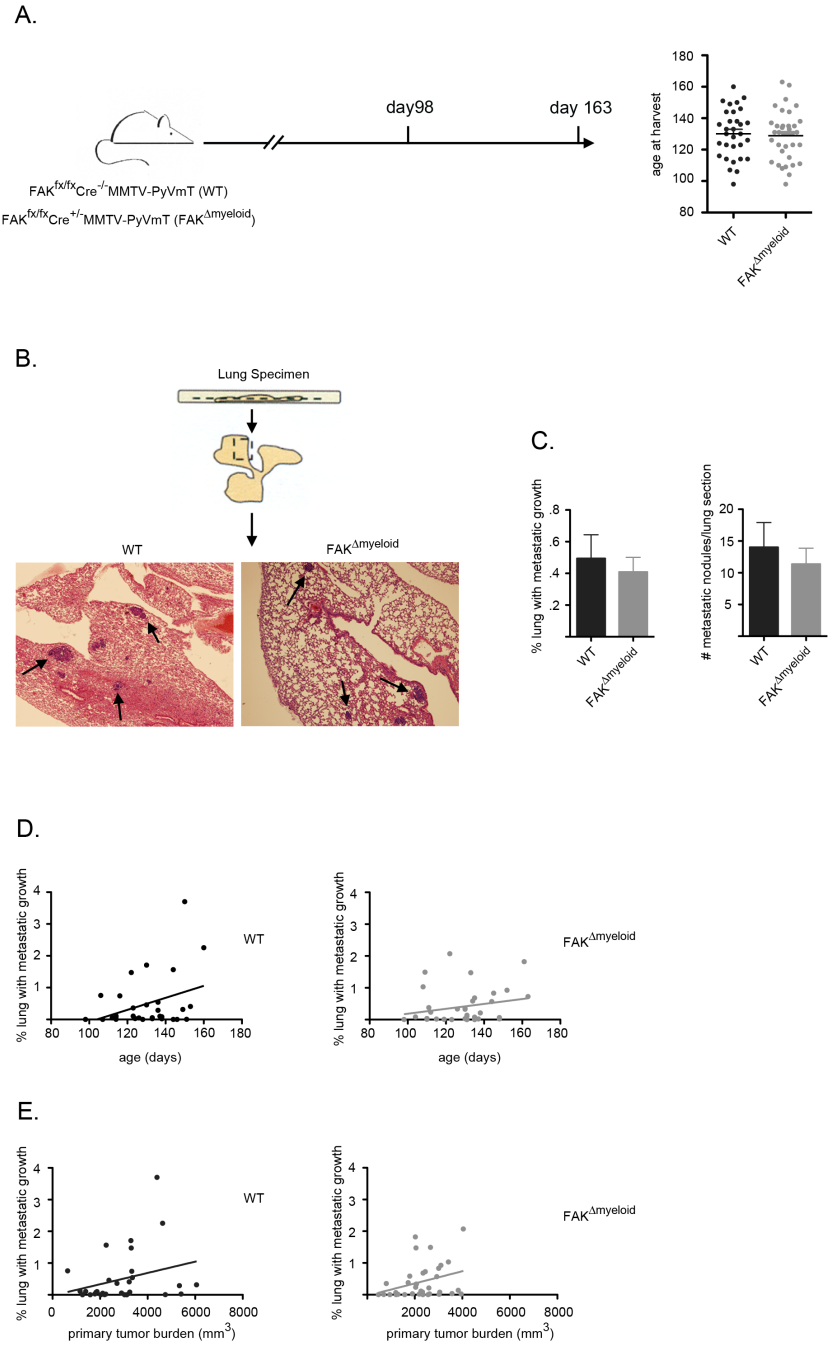 A.
day98
day 163
FAKfx/fxCre-/-MMTV-PyVmT (WT)
FAKfx/fxCre+/-MMTV-PyVmT (FAKΔmyeloid)
age at harvest
180
160
140
120
100
80
WT
FAKΔmyeloid
B.
Lung Specimen
WT
FAKΔmyeloid
C.
% lung with metastatic growth
.8
.6
.4
.2
WT
FAKΔmyeloid
# metastatic nodules/lung section
20
15
10
5
WT
FAKΔmyeloid
D.
% lung with metastatic growth
4
3
2
1
80 100 120 140 160 180
age (days)
WT
% lung with metastatic growth
4
3
2
1
80 100 120 140 160 180
age (days)
FAKΔmyeloid
E.
% lung with metastatic growth
4
3
2
1
0 2000 4000 6000 8000
primary tumor burden (mm3)
WT
% lung with metastatic growth
4
3
2
1
0 2000 4000 6000 8000
primary tumor burden (mm3)
FAKΔmyeloid